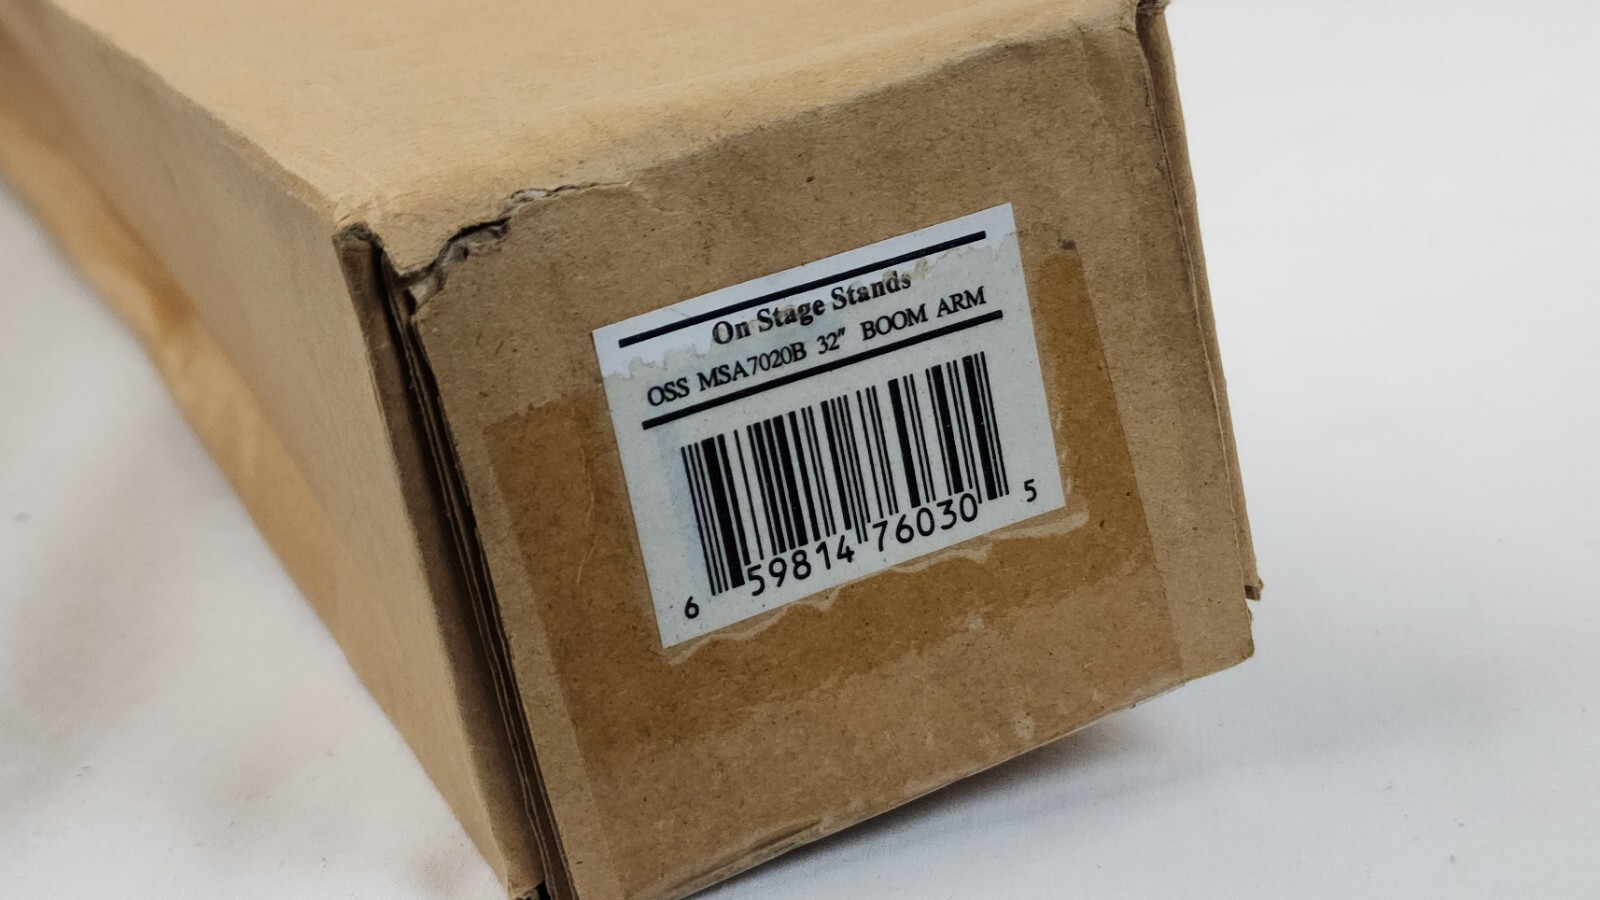 On Stage Stands
OSS MSA7020B 32" BOOM ARM
6 59814 76030 5